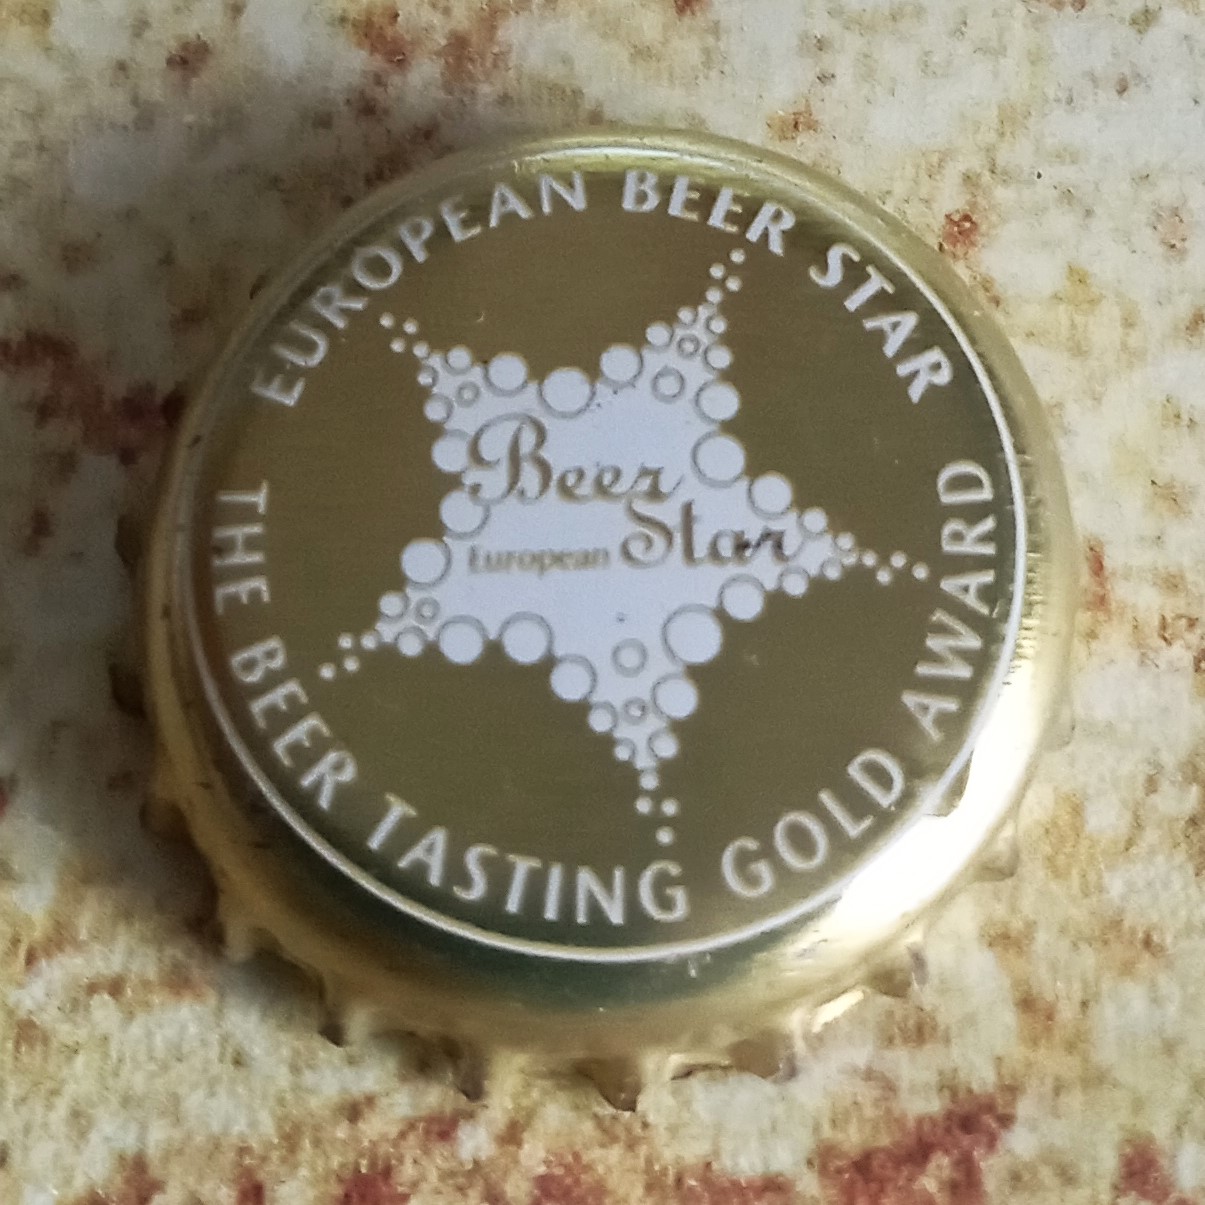 EUROPEAN BEER STAR
Beer
European Star
THE BEER TASTING GOLD AWARD